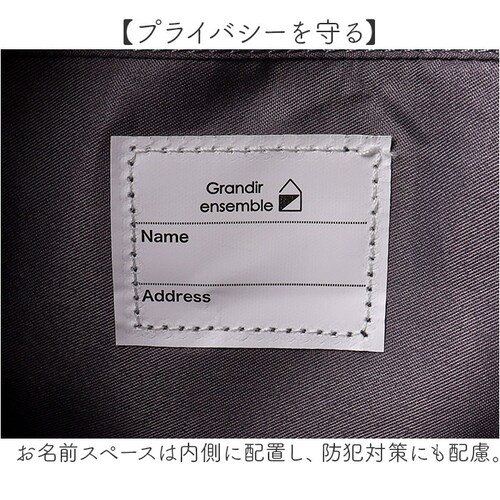 【プライバシーを守る】
Grandir
ensemble
Name
Address
お名前スペースは内側に配置し、防犯対策にも配慮。